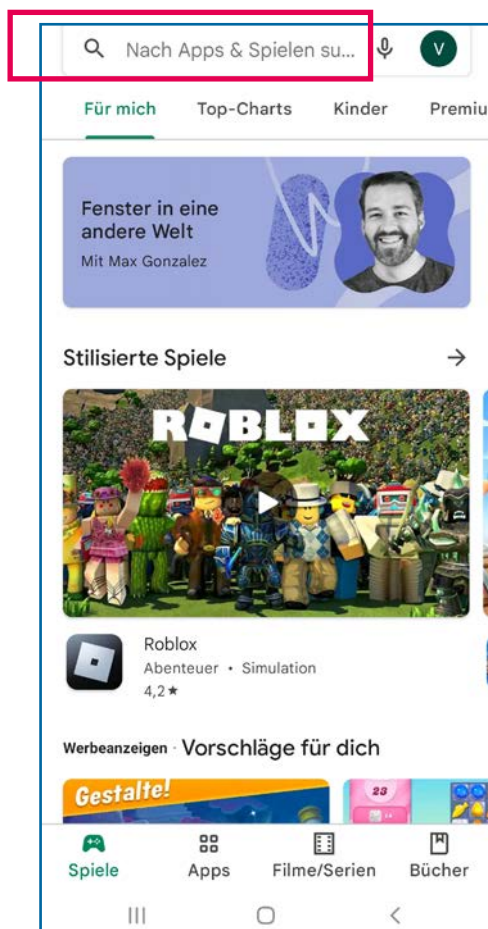 Nach Apps & Spielen su...
V
Für mich Top-Charts Kinder Premiu
Fenster in eine
andere Welt
Mit Max Gonzalez
Stilisierte Spiele
ROBLOX
Roblox
Abenteuer • Simulation
4,2★
Werbeanzeigen · Vorschläge für dich
Gestalte!
23
Spiele Apps Filme/Serien Bücher